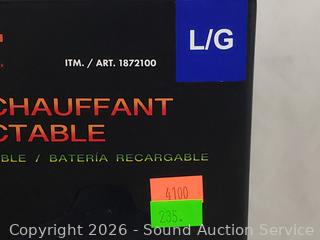 L/G
ITM. / ART. 1872100
CHAUFFANT
CTABLE
BLE / BATERÍA RECARGABLE
4100
235.
Copyright 2026 - Sound Auction Service